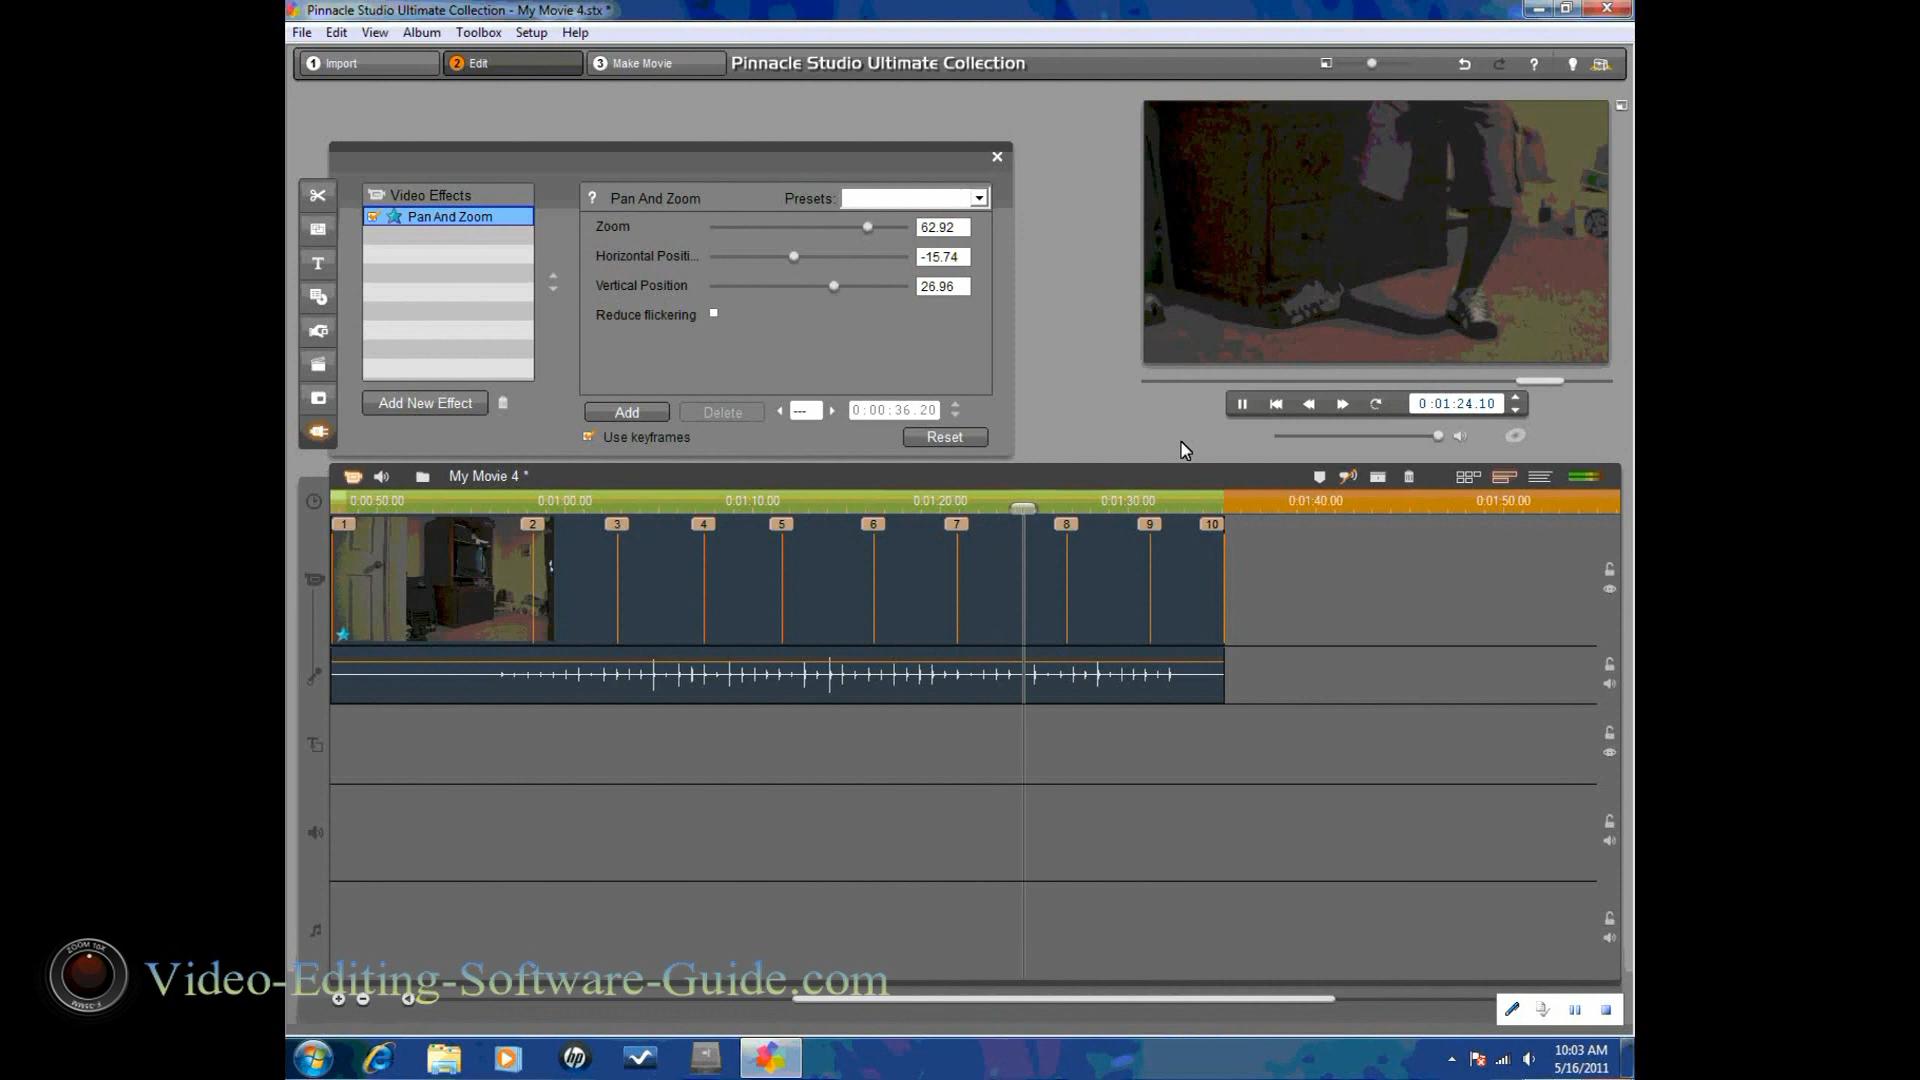 Pinnacle Studio Ultimate Collection - My Movie 4.stx *
File Edit View Album Toolbox Setup Help
1 Import 2 Edit 3 Make Movie Pinnacle Studio Ultimate Collection ?
Video Effects
Pan And Zoom
Add New Effect
? Pan And Zoom Presets:
Zoom 62.92
Horizontal Positi... -15.74
Vertical Position 26.96
Reduce flickering
Add Delete --- 0:00:36.20
Use keyframes Reset
0:01:24.10
My Movie 4 *
0:00:50.00 0:01:00.00 0:01:10.00 0:01:20.00 0:01:30.00 0:01:40.00 0:01:50.00
1 2 3 4 5 6 7 8 9 10
T
ZOOM 10X
F-35MM
Video-Editing-Software-Guide.com
hp
10:03 AM
5/16/2011